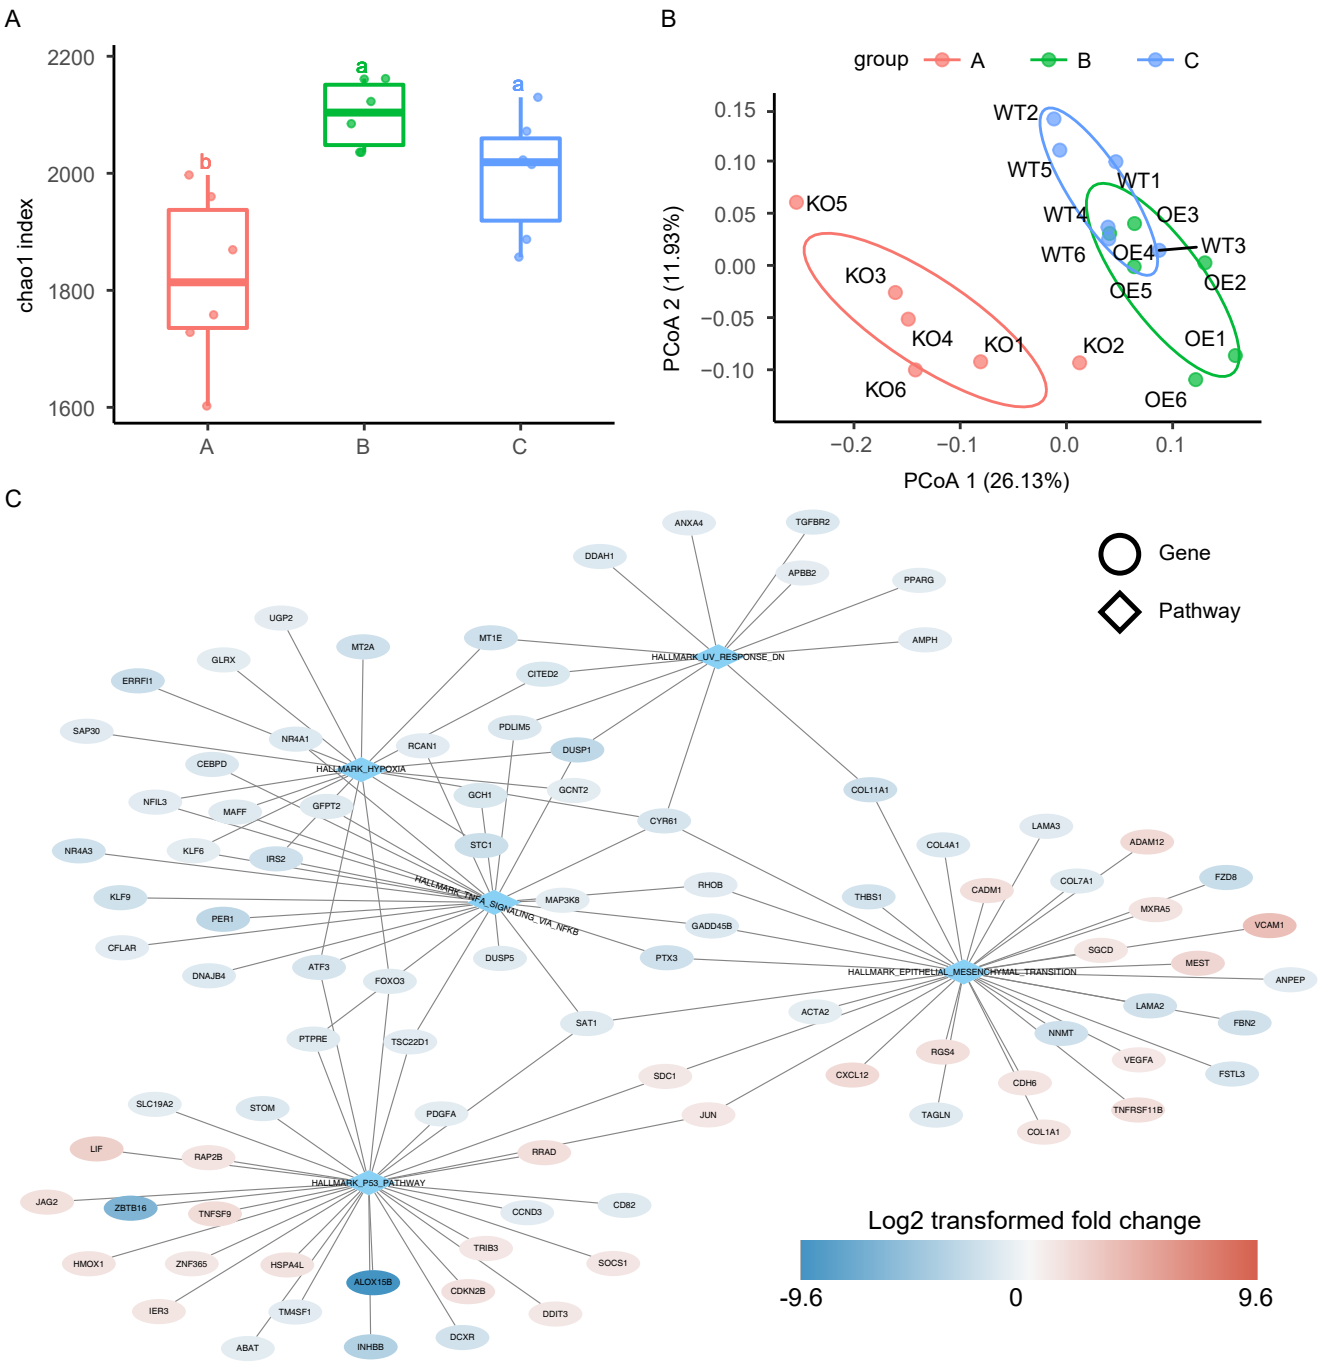 A
2200
2000
1800
1600
chao1 index
b
a
a
A
B
C
B
group
A
B
C
0.15
0.10
0.05
0.00
−0.05
−0.10
PCoA 2 (11.93%)
WT2
WT5
WT1
WT4
OE3
WT6
OE4
WT3
OE5
OE2
KO5
KO3
KO4
KO1
KO2
OE1
KO6
OE6
−0.2
−0.1
0.0
0.1
PCoA 1 (26.13%)
C
Gene
Pathway
ANXA4
TGFBR2
DDAH1
APBB2
PPARG
UGP2
MT2A
MT1E
AMPH
GLRX
HALLMARK_UV_RESPONSE_DN
ERRFI1
CITED2
SAP30
NR4A1
PDLIM5
RCAN1
DUSP1
CEBPD
HALLMARK_HYPOXIA
NFIL3
MAFF
GFPT2
GCH1
GCNT2
COL11A1
CYR61
LAMA3
NR4A3
KLF6
IRS2
STC1
COL4A1
ADAM12
KLF9
HALLMARK_TNFA_SIGNALING_VIA_NFKB
MAP3K8
RHOB
THBS1
CADM1
COL7A1
FZD8
PER1
GADD45B
MXRA5
VCAM1
CFLAR
DNAJB4
ATF3
FOXO3
DUSP5
PTX3
SGCD
MEST
HALLMARK_EPITHELIAL_MESENCHYMAL_TRANSITION
ANPEP
PTPRE
TSC22D1
SAT1
ACTA2
LAMA2
FBN2
NNMT
RGS4
VEGFA
SDC1
CXCL12
CDH6
FSTL3
SLC19A2
STOM
PDGFA
JUN
TAGLN
TNFRSF11B
COL1A1
LIF
RAP2B
RRAD
HALLMARK_P53_PATHWAY
JAG2
ZBTB16
TNFSF9
CCND3
CD82
HMOX1
ZNF365
HSPA4L
TRIB3
SOCS1
ALOX15B
CDKN2B
IER3
TM4SF1
DDIT3
ABAT
INHBB
DCXR
Log2 transformed fold change
-9.6
0
9.6